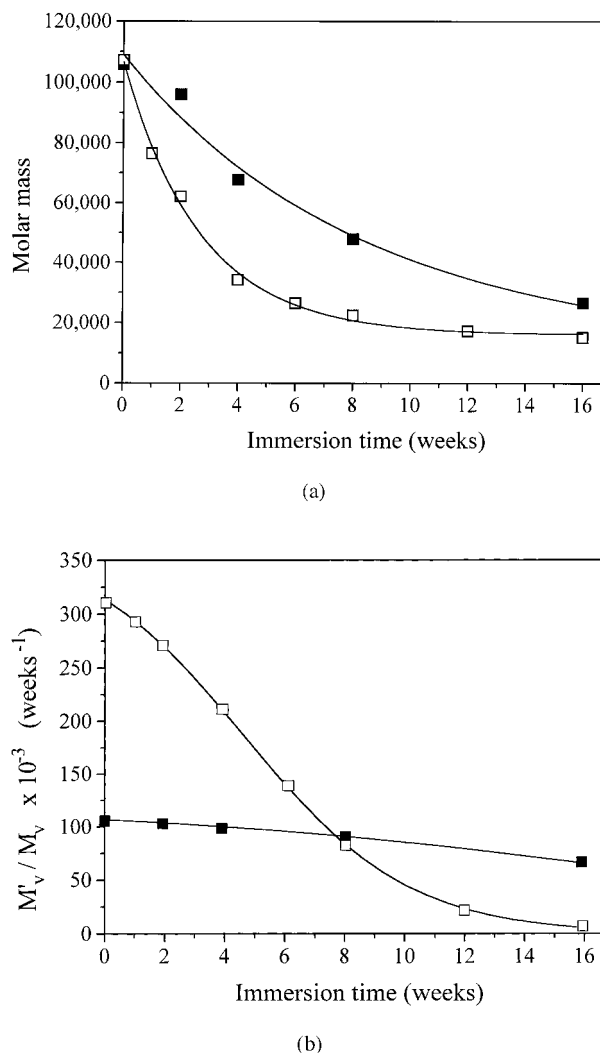 120,000
100,000
80,000
60,000
40,000
20,000
0
Molar mass
0 2 4 6 8 10 12 14 16
Immersion time (weeks)
(a)
350
300
250
200
150
100
50
0
M'v / Mv x 10-3 (weeks-1)
0 2 4 6 8 10 12 14 16
Immersion time (weeks)
(b)